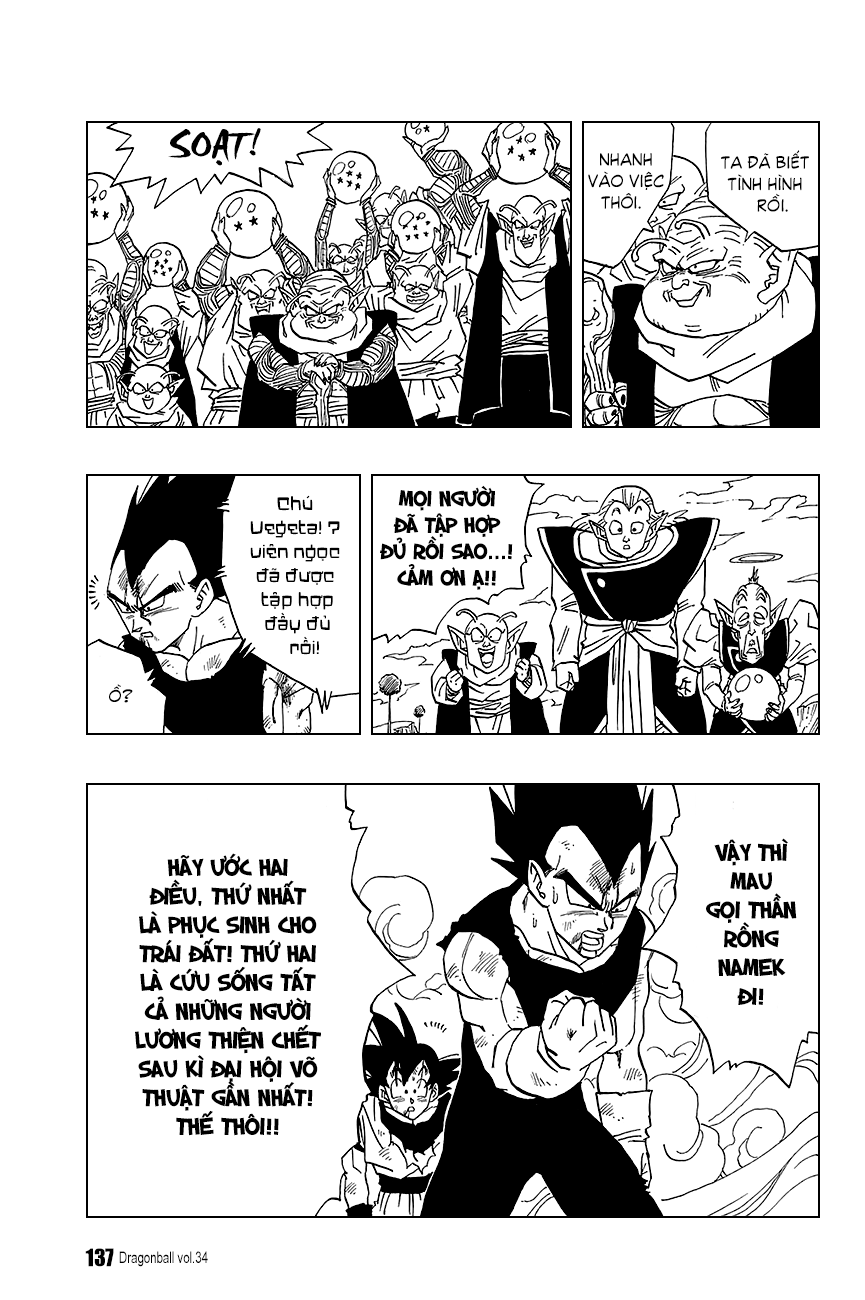 TA ĐÃ BIẾT
TÌNH HÌNH
RỒI.
NHANH
VÀO VIỆC
THÔI.
SOẠT!
MỌI NGƯỜI
ĐÃ TẬP HỢP
ĐỦ RỒI SAO...!
CẢM ƠN Ạ!!
Chú
Vegeta! 7
viên ngọc
đã được
tập hợp
đầy đủ
rồi!
Ồ?
VẬY THÌ
MAU
GỌI THẦN
RỒNG
NAMEK
ĐI!
HÃY ƯỚC HAI
ĐIỀU, THỨ NHẤT
LÀ PHỤC SINH CHO
TRÁI ĐẤT! THỨ HAI
LÀ CỨU SỐNG TẤT
CẢ NHỮNG NGƯỜI
LƯƠNG THIỆN CHẾT
SAU KÌ ĐẠI HỘI VÕ
THUẬT GẦN NHẤT!
THẾ THÔI!!
137 Dragonball vol.34